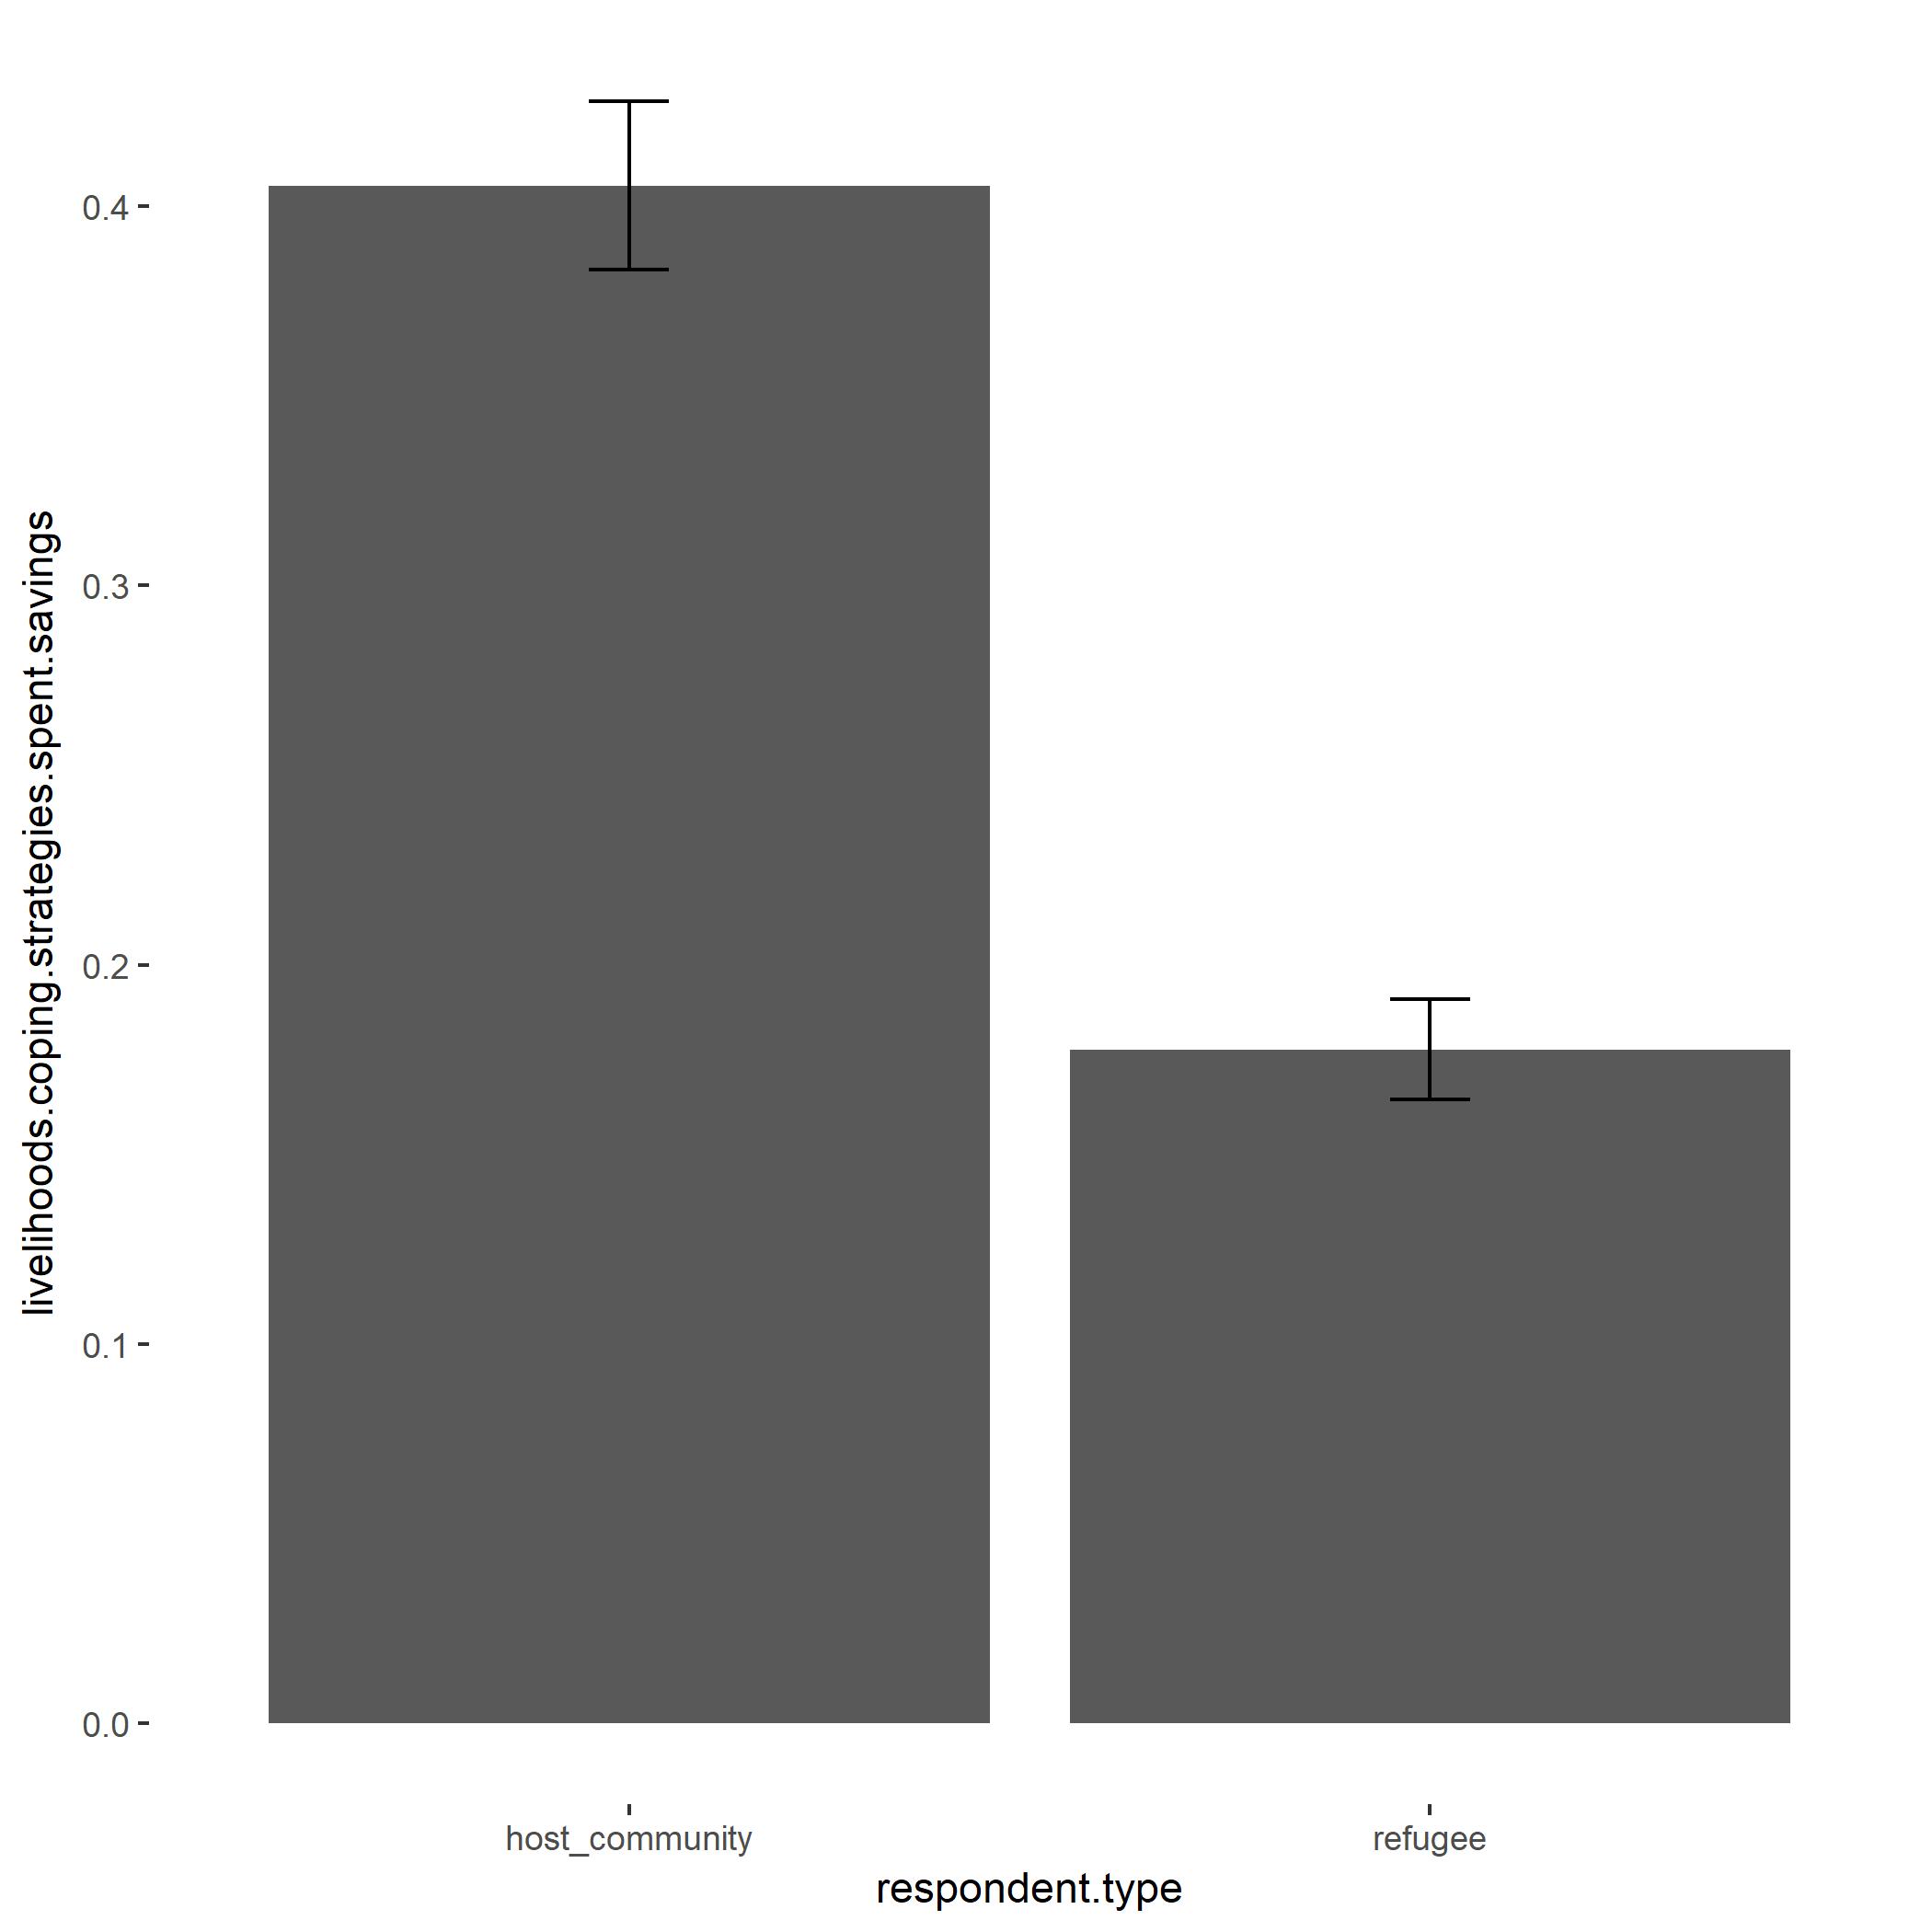 livelihoods.coping.strategies.spent.savings
0.4
0.3
0.2
0.1
0.0
host_community
refugee
respondent.type